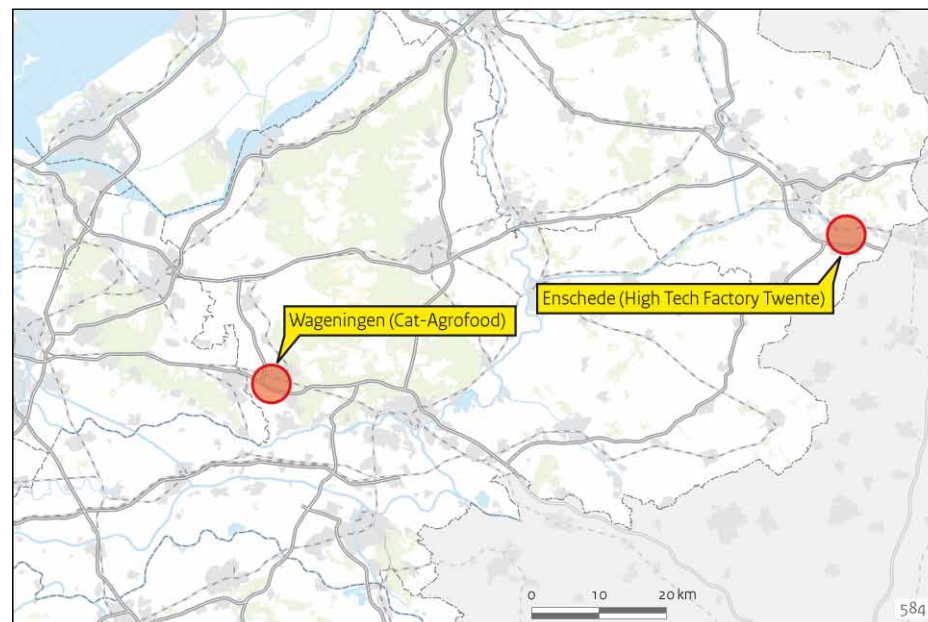 Enschede (High Tech Factory Twente)
Wageningen (Cat-Agrofood)
0 10 20 km
584